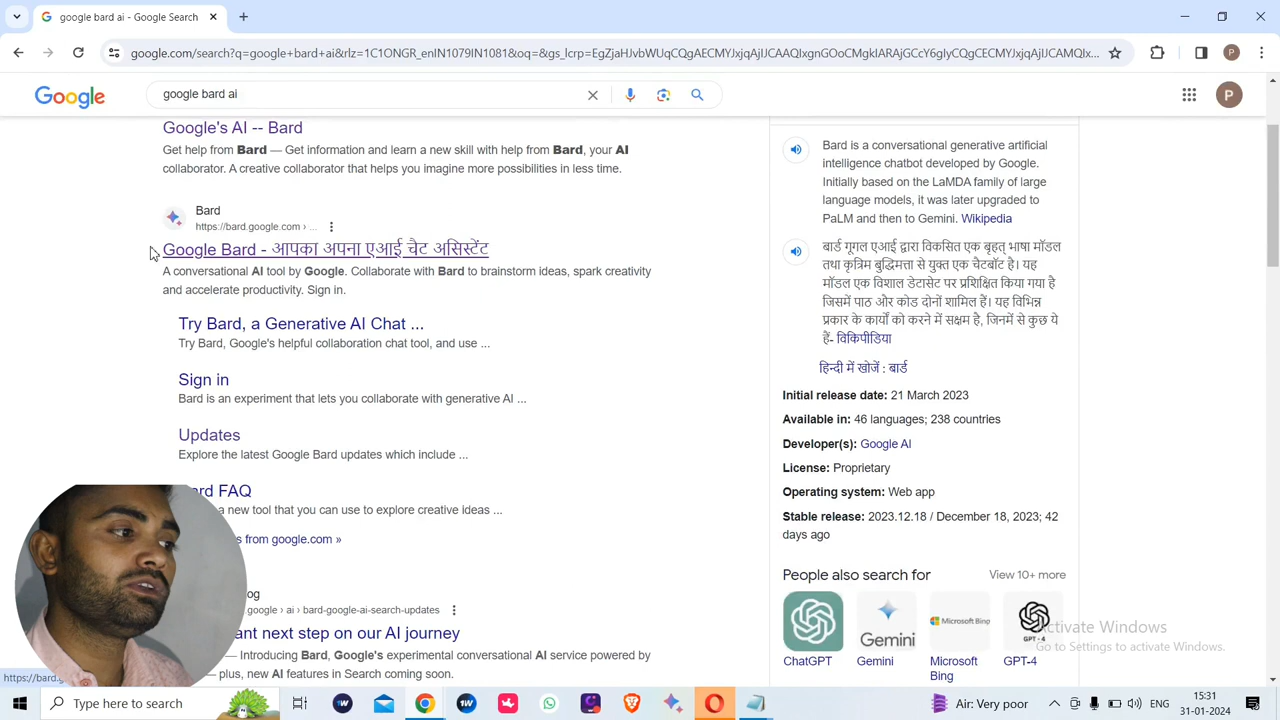 google bard ai - Google Search
google.com/search?q=google+bard+ai&rlz=1C1ONGR_enIN1079IN1081&oq=&gs_lcrp=EgZjaHJvbWUqCQgAECMYJxjqAjIJCAAQIxgnGOoCMgkIARAjGCcY6gIyCQgCECMYJxjqAjIJCAMQIx...
P
Google
google bard ai
P
Google's AI -- Bard
Get help from Bard — Get information and learn a new skill with help from Bard, your AI
collaborator. A creative collaborator that helps you imagine more possibilities in less time.
Bard
https://bard.google.com › ...
Google Bard - आपका अपना एआई चैट असिस्टेंट
A conversational AI tool by Google. Collaborate with Bard to brainstorm ideas, spark creativity
and accelerate productivity. Sign in.
Try Bard, a Generative AI Chat ...
Try Bard, Google's helpful collaboration chat tool, and use ...
Sign in
Bard is an experiment that lets you collaborate with generative AI ...
Updates
Explore the latest Google Bard updates which include ...
rd FAQ
a new tool that you can use to explore creative ideas ...
s from google.com »
og
google › ai › bard-google-ai-search-updates
ant next step on our AI journey
— Introducing Bard, Google's experimental conversational AI service powered by
plus, new AI features in Search coming soon.
Bard is a conversational generative artificial
intelligence chatbot developed by Google.
Initially based on the LaMDA family of large
language models, it was later upgraded to
PaLM and then to Gemini. Wikipedia
बार्ड गूगल एआई द्वारा विकसित एक बृहत् भाषा मॉडल
तथा कृत्रिम बुद्धिमत्ता से युक्त एक चैटबॉट है। यह
मॉडल एक विशाल डेटासेट पर प्रशिक्षित किया गया है
जिसमें पाठ और कोड दोनों शामिल हैं। यह विभिन्न
प्रकार के कार्यों को करने में सक्षम है, जिनमें से कुछ ये
हैं- विकिपीडिया
हिन्दी में खोजें : बार्ड
Initial release date: 21 March 2023
Available in: 46 languages; 238 countries
Developer(s): Google AI
License: Proprietary
Operating system: Web app
Stable release: 2023.12.18 / December 18, 2023; 42
days ago
People also search for
View 10+ more
Gemini
Microsoft Bing
GPT-4
ChatGPT
Gemini
Microsoft
Bing
GPT-4
Activate Windows
Go to Settings to activate Windows.
https://bard.g
Type here to search
Air: Very poor
ENG
15:31
31-01-2024